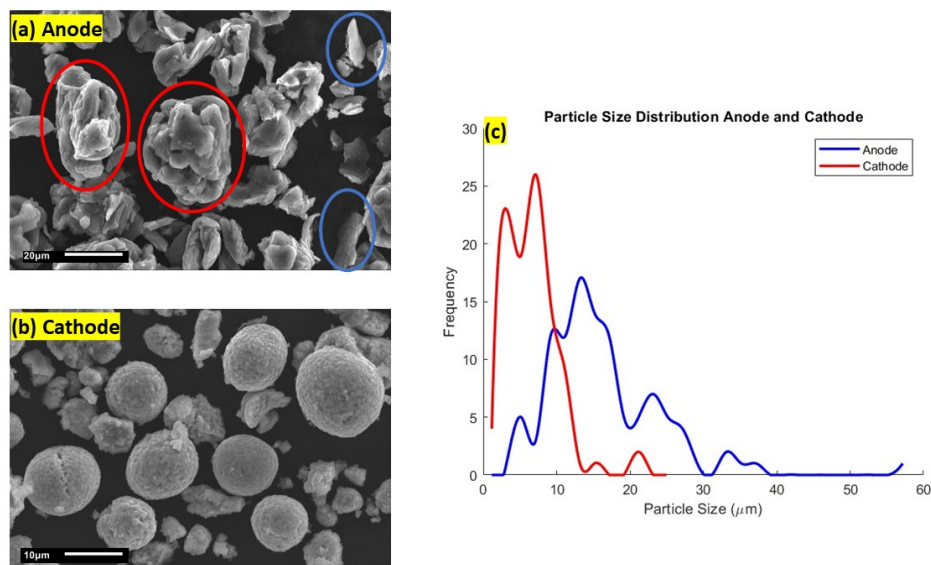 (a) Anode
20µm
(b) Cathode
10µm
(c)
Particle Size Distribution Anode and Cathode
Anode
Cathode
Frequency
30
25
20
15
10
5
0
0 10 20 30 40 50 60
Particle Size (µm)